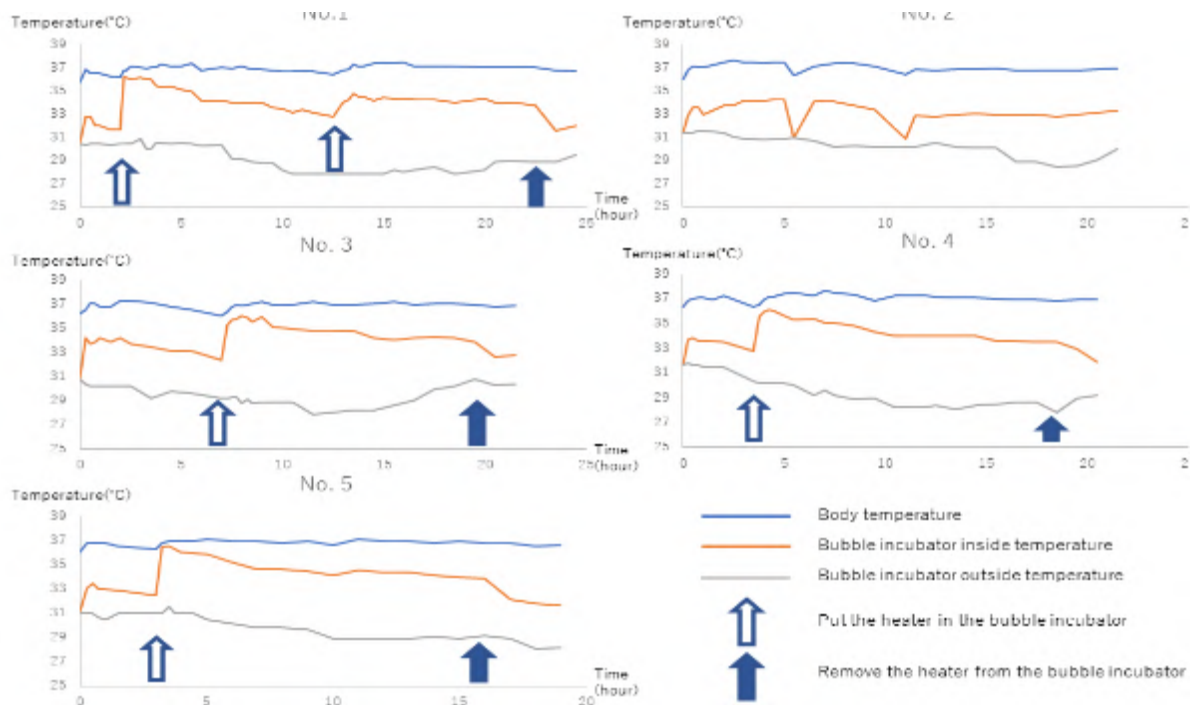 Temperature(°C) No.1
39
37
35
33
31
29
27
25
0 5 10 15 20 25
Time
(hour)
Temperature(°C) No. 2
39
37
35
33
31
29
27
25
0 5 10 15 20 25
Temperature(°C) No. 3
39
37
35
33
31
29
27
25
0 5 10 15 20 25
Time
(hour)
Temperature(°C) No. 4
39
37
35
33
31
29
27
25
0 5 10 15 20 25
Temperature(°C) No. 5
39
37
35
33
31
29
27
25
0 5 10 15 20
Time
(hour)
Body temperature
Bubble incubator inside temperature
Bubble incubator outside temperature
Put the heater in the bubble incubator
Remove the heater from the bubble incubator